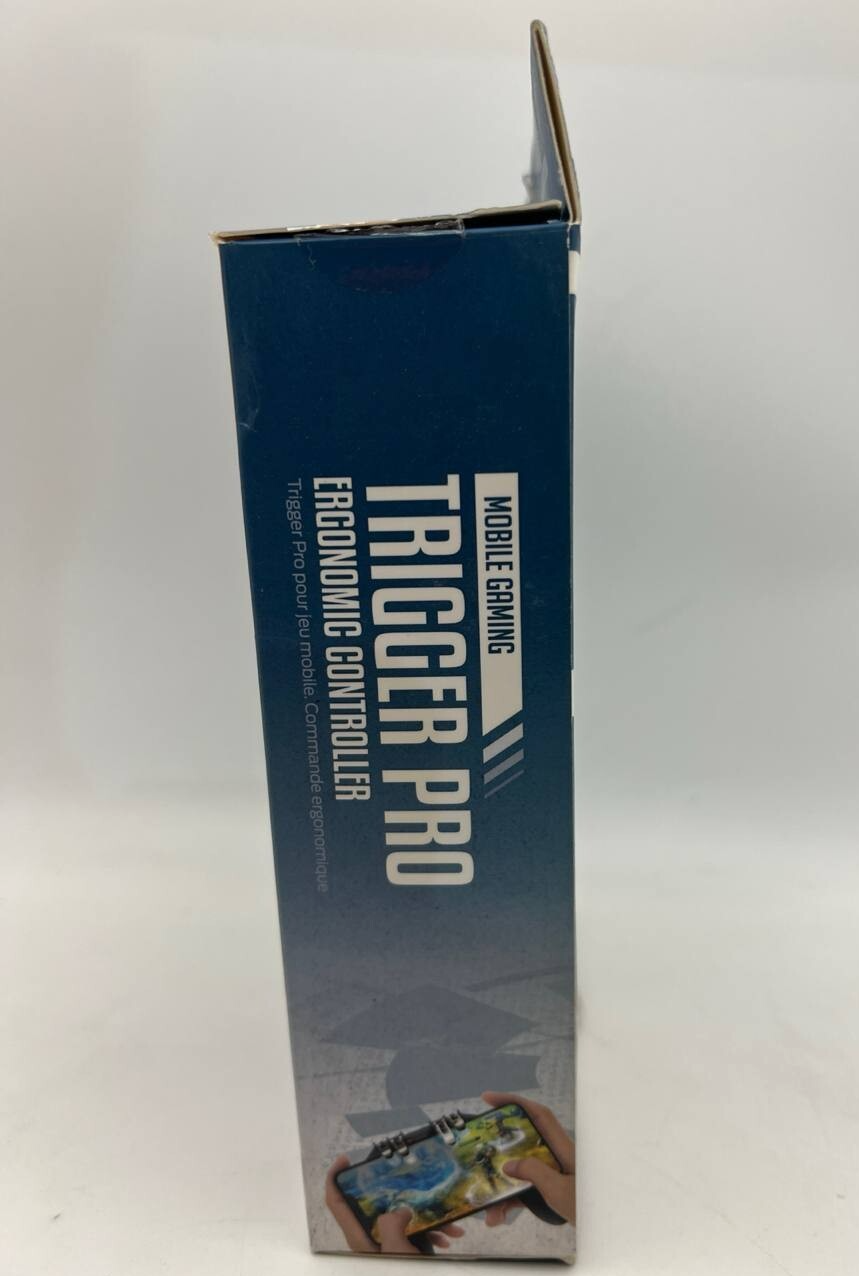 MOBILE GAMING
TRIGGER PRO
ERGONOMIC CONTROLLER
Trigger Pro pour jeu mobile. Commande ergonomique